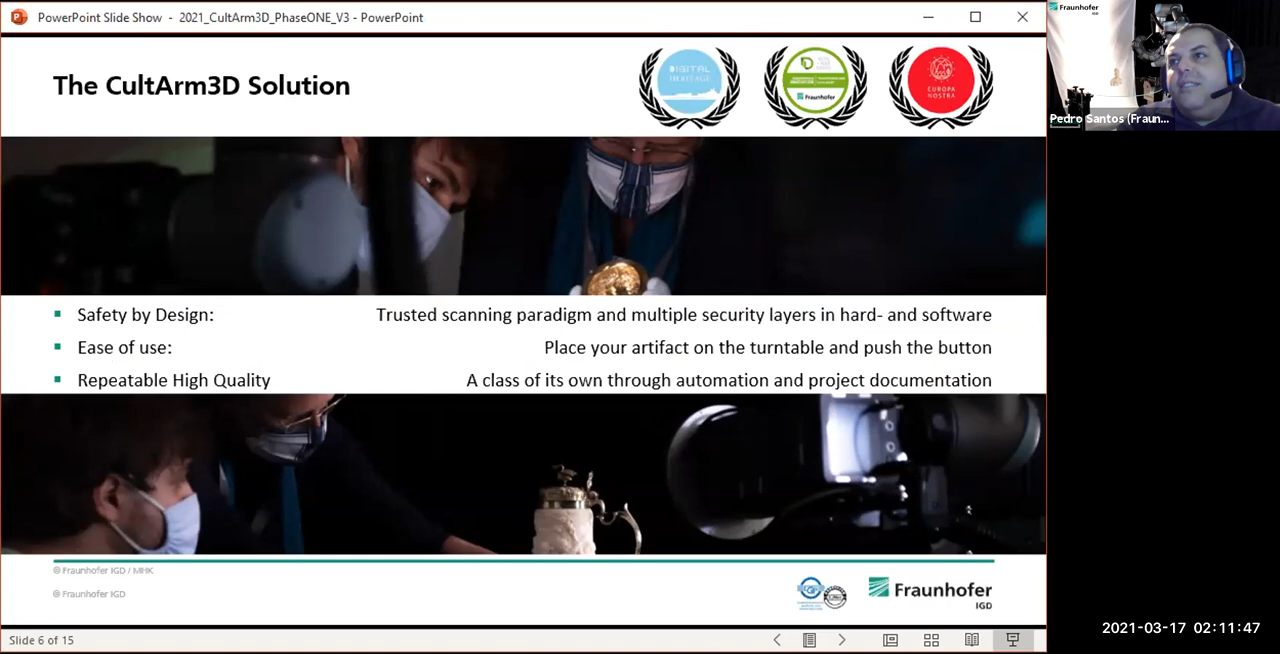 PowerPoint Slide Show - 2021_CultArm3D_PhaseONE_V3 - PowerPoint
Fraunhofer
IGD
Pedro Santos (Fraun...
The CultArm3D Solution
DIGITAL
HERITAGE
Fraunhofer
EUROPA
NOSTRA
Safety by Design: Trusted scanning paradigm and multiple security layers in hard- and software
Ease of use: Place your artifact on the turntable and push the button
Repeatable High Quality A class of its own through automation and project documentation
© Fraunhofer IGD / MHK
© Fraunhofer IGD
Fraunhofer
IGD
2021-03-17 02:11:47
Slide 6 of 15